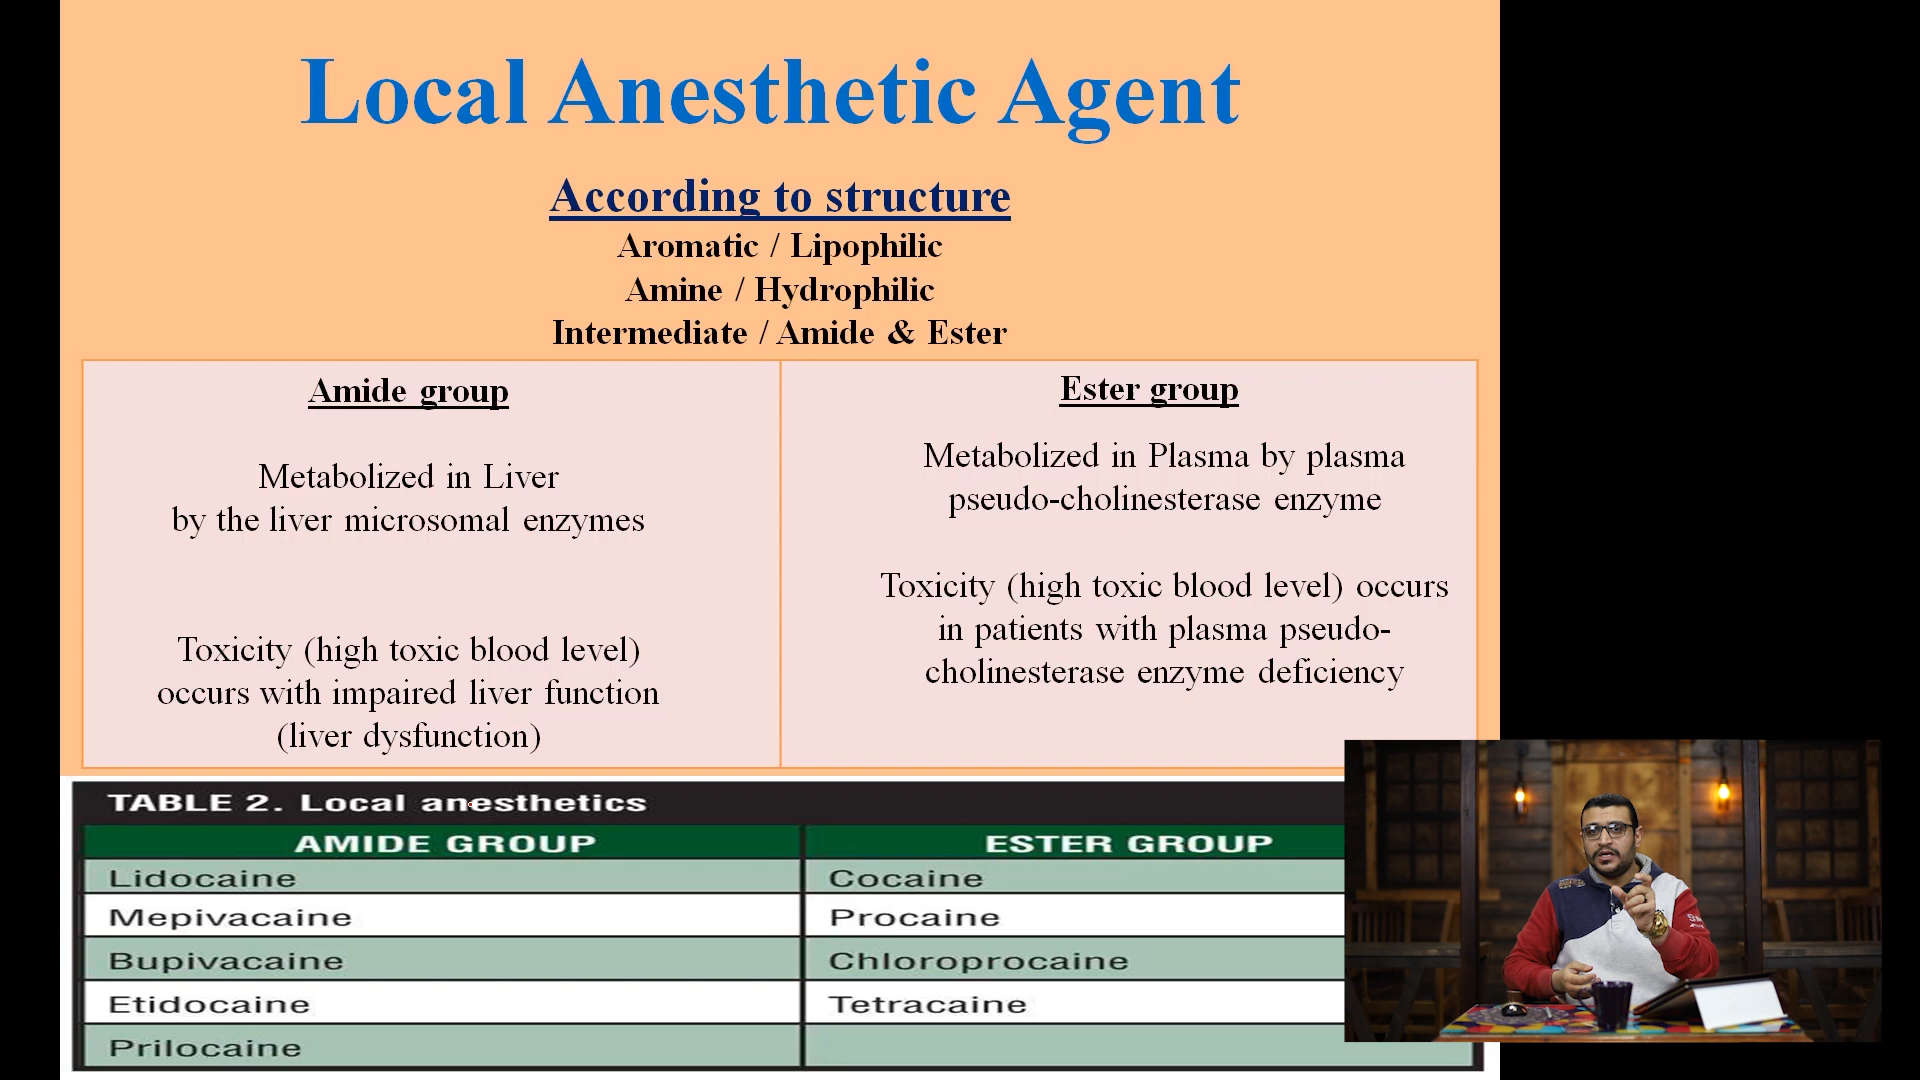 Local Anesthetic Agent
According to structure
Aromatic / Lipophilic
Amine / Hydrophilic
Intermediate / Amide & Ester
Amide group
Metabolized in Liver
by the liver microsomal enzymes
Toxicity (high toxic blood level)
occurs with impaired liver function
(liver dysfunction)
Ester group
Metabolized in Plasma by plasma
pseudo-cholinesterase enzyme
Toxicity (high toxic blood level) occurs
in patients with plasma pseudo-
cholinesterase enzyme deficiency
TABLE 2. Local anesthetics
AMIDE GROUP
ESTER GROUP
Lidocaine
Cocaine
Mepivacaine
Procaine
Bupivacaine
Chloroprocaine
Etidocaine
Tetracaine
Prilocaine